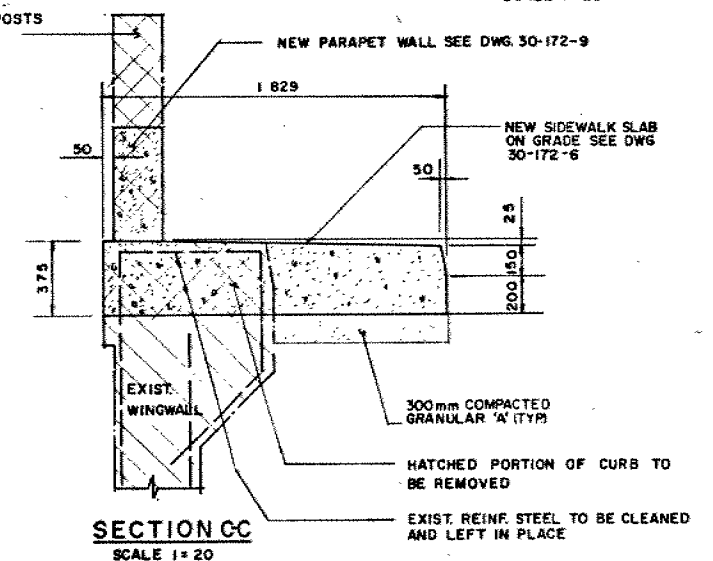 POSTS
NEW PARAPET WALL SEE DWG. 30-172-9
1 829
NEW SIDEWALK SLAB
ON GRADE SEE DWG
30-172-6
50
50
25
375
150
200
EXIST.
WINGWALL
300mm COMPACTED
GRANULAR 'A' (TYP)
HATCHED PORTION OF CURB TO
BE REMOVED
EXIST. REINF. STEEL TO BE CLEANED
AND LEFT IN PLACE
SECTION C-C
SCALE 1=20